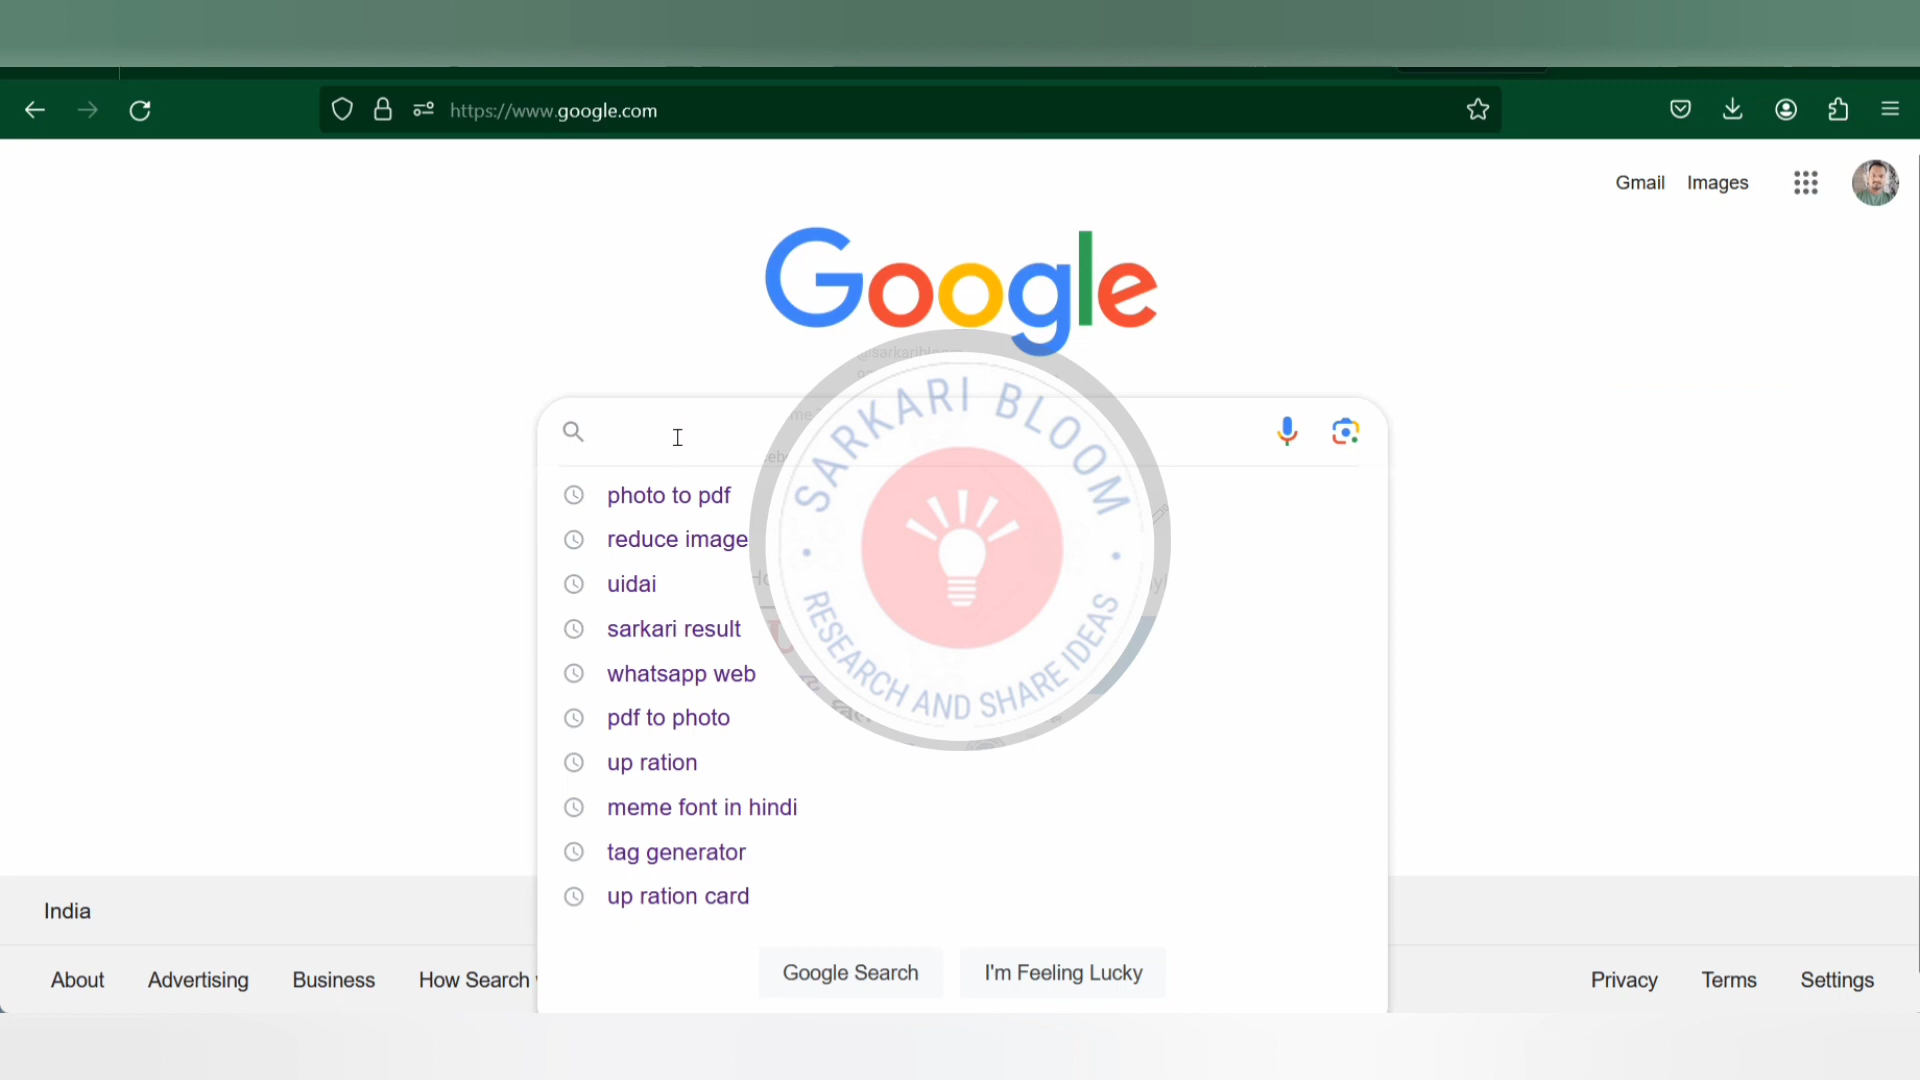 https://www.google.com
Gmail Images
Google
@sarkaribloom
SARKARI BLOOM
photo to pdf
reduce image
uidai
sarkari result
whatsapp web
pdf to photo
up ration
meme font in hindi
tag generator
up ration card
RESEARCH AND SHARE IDEAS
Google Search I'm Feeling Lucky
India
About Advertising Business How Search
Privacy Terms Settings